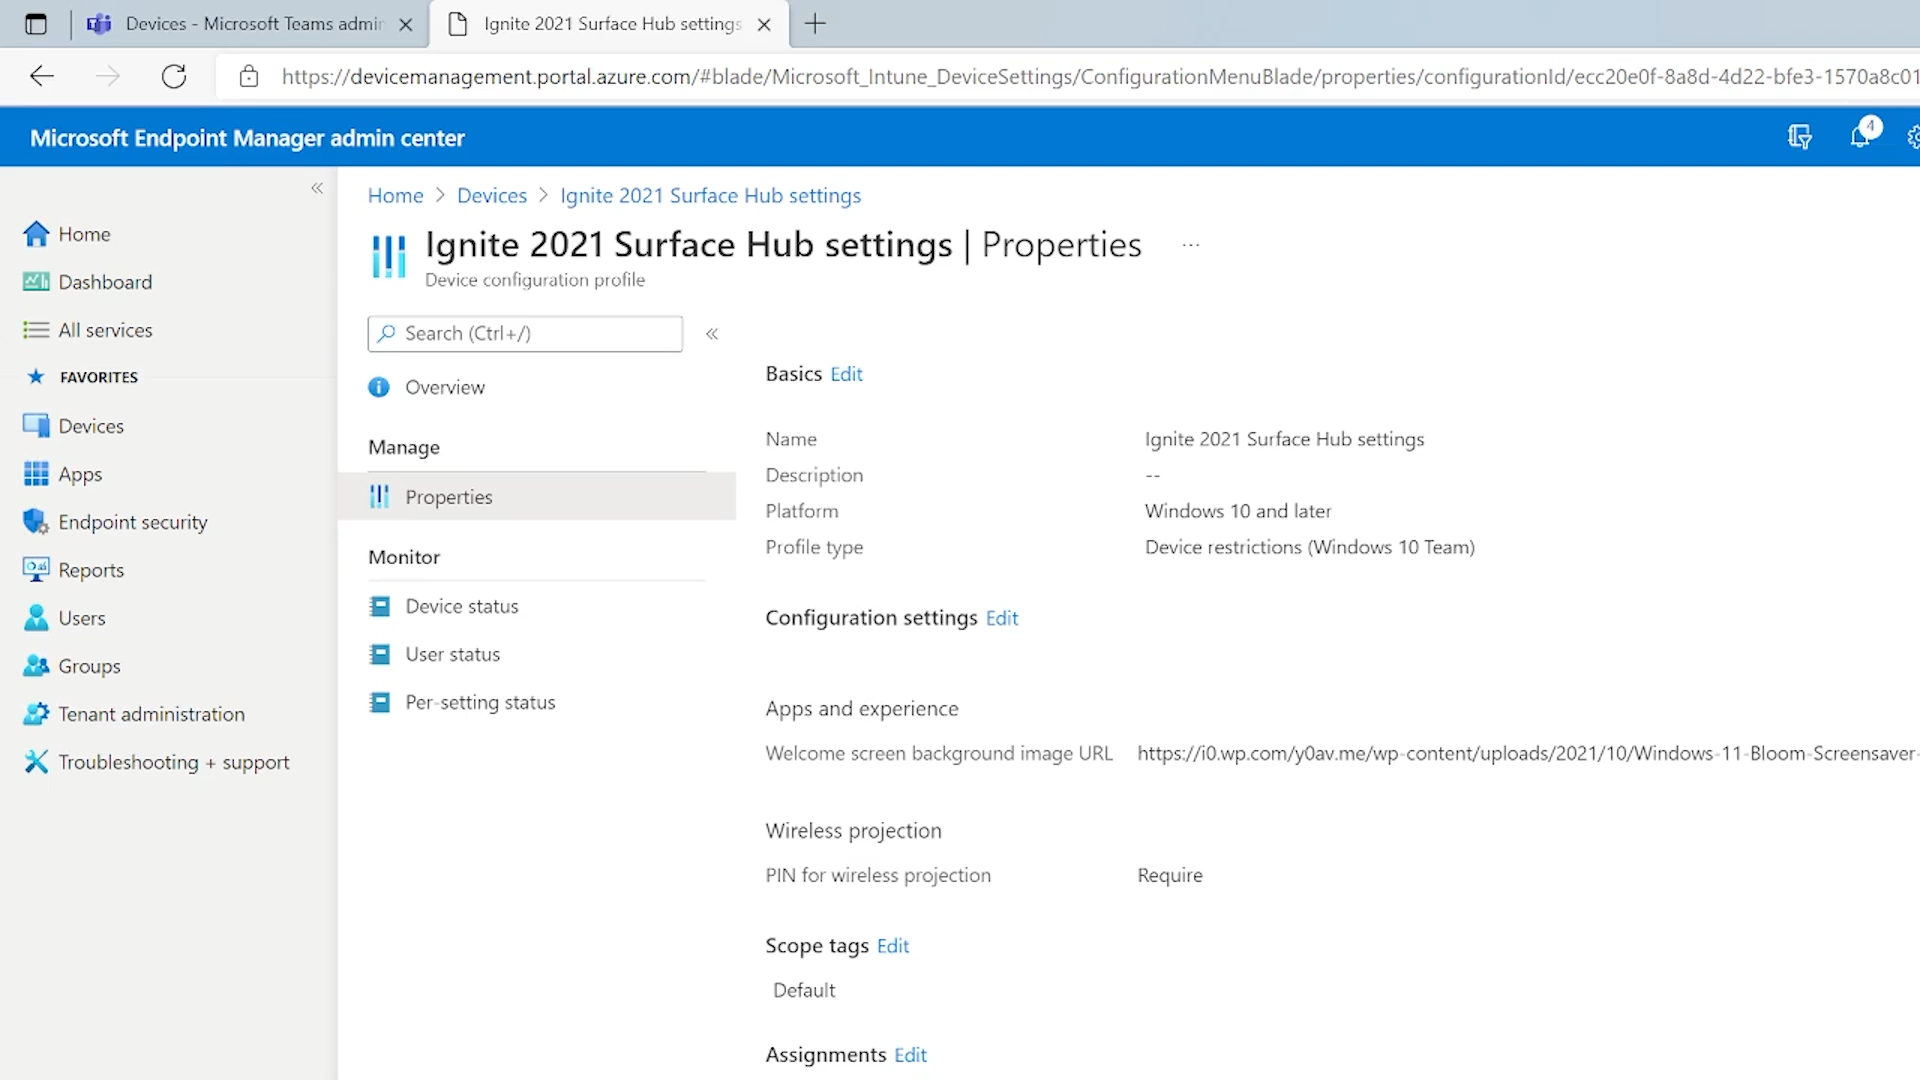 Devices - Microsoft Teams admin
Ignite 2021 Surface Hub settings
https://devicemanagement.portal.azure.com/#blade/Microsoft_Intune_DeviceSettings/ConfigurationMenuBlade/properties/configurationId/ecc20e0f-8a8d-4d22-bfe3-1570a8c01
Microsoft Endpoint Manager admin center
4
Home
Dashboard
All services
FAVORITES
Devices
Apps
Endpoint security
Reports
Users
Groups
Tenant administration
Troubleshooting + support
Home > Devices > Ignite 2021 Surface Hub settings
Ignite 2021 Surface Hub settings | Properties ...
Device configuration profile
Search (Ctrl+/)
Overview
Manage
Properties
Monitor
Device status
User status
Per-setting status
Basics Edit
Name Ignite 2021 Surface Hub settings
Description --
Platform Windows 10 and later
Profile type Device restrictions (Windows 10 Team)
Configuration settings Edit
Apps and experience
Welcome screen background image URL https://i0.wp.com/y0av.me/wp-content/uploads/2021/10/Windows-11-Bloom-Screensaver-
Wireless projection
PIN for wireless projection Require
Scope tags Edit
Default
Assignments Edit